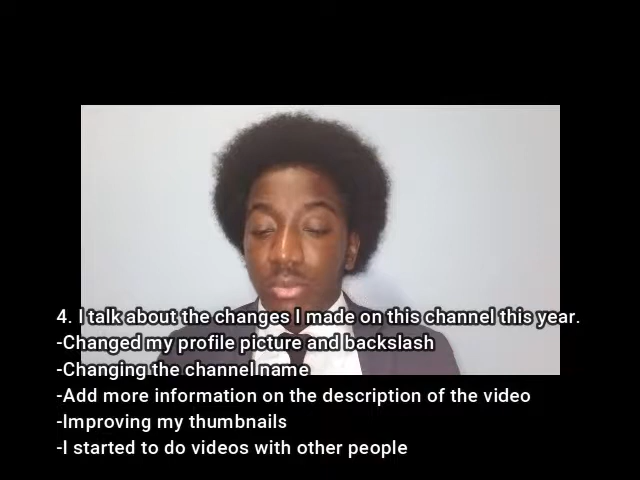 4. I talk about the changes I made on this channel this year.
-Changed my profile picture and backslash
-Changing the channel name
-Add more information on the description of the video
-Improving my thumbnails
-I started to do videos with other people